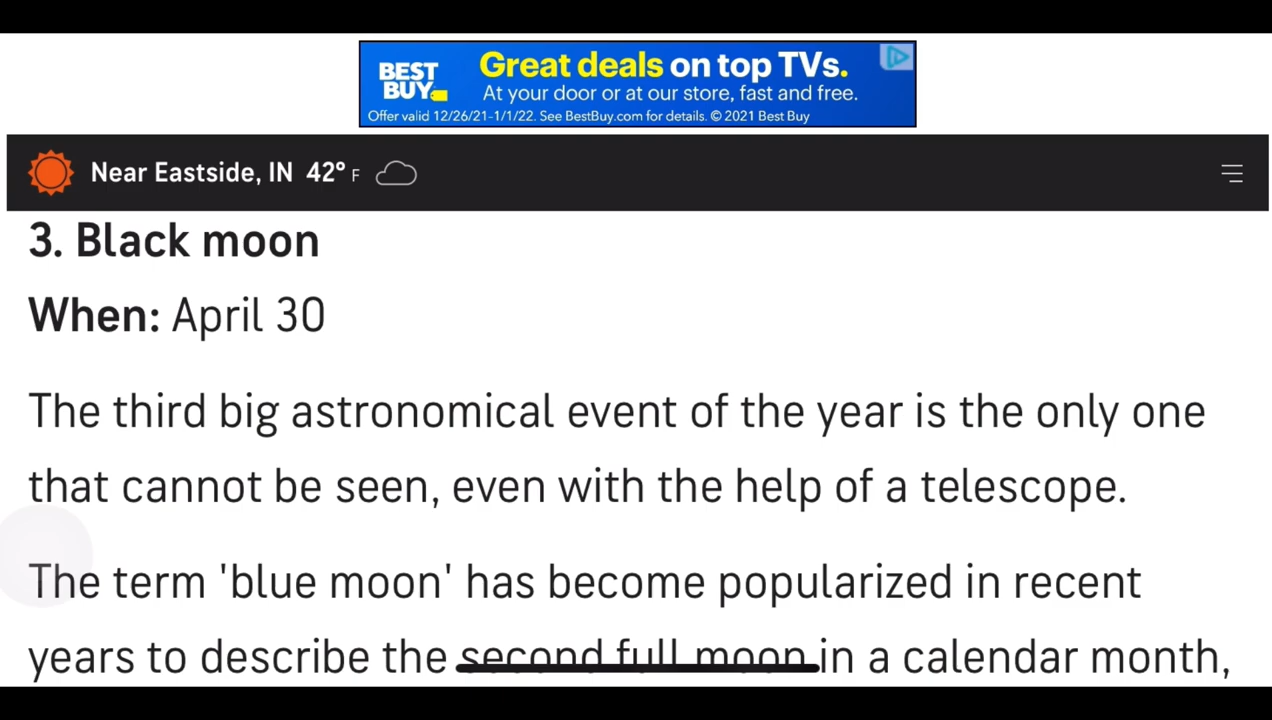 BEST
BUY
Great deals on top TVs.
At your door or at our store, fast and free.
Offer valid 12/26/21-1/1/22. See BestBuy.com for details. © 2021 Best Buy
Near Eastside, IN 42° F
3. Black moon
When: April 30
The third big astronomical event of the year is the only one
that cannot be seen, even with the help of a telescope.
The term 'blue moon' has become popularized in recent
years to describe the second full moon in a calendar month,